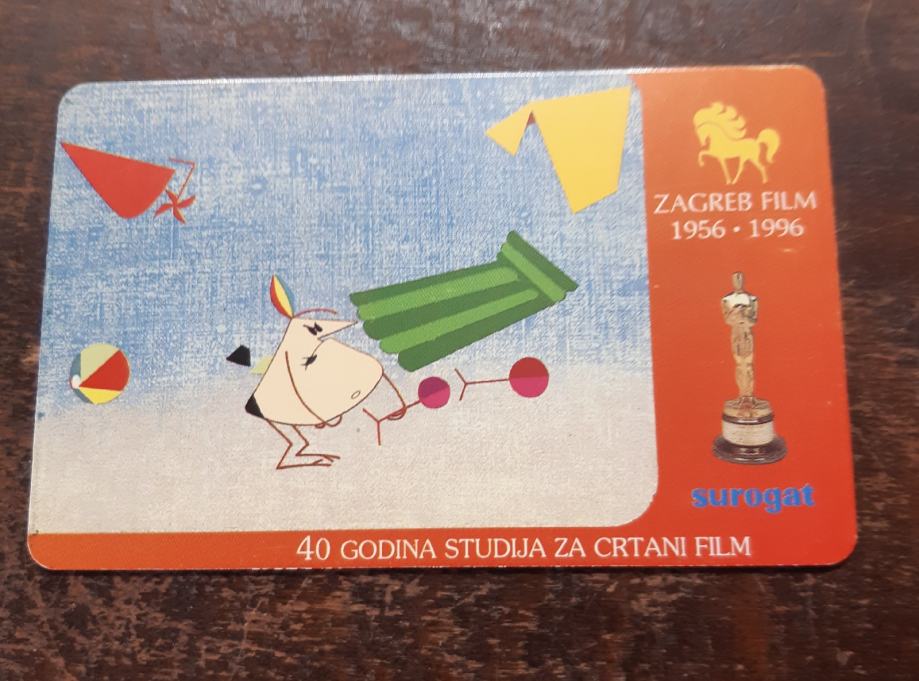 ZAGREB FILM
1956 • 1996
surogat
40 GODINA STUDIJA ZA CRTANI FILM